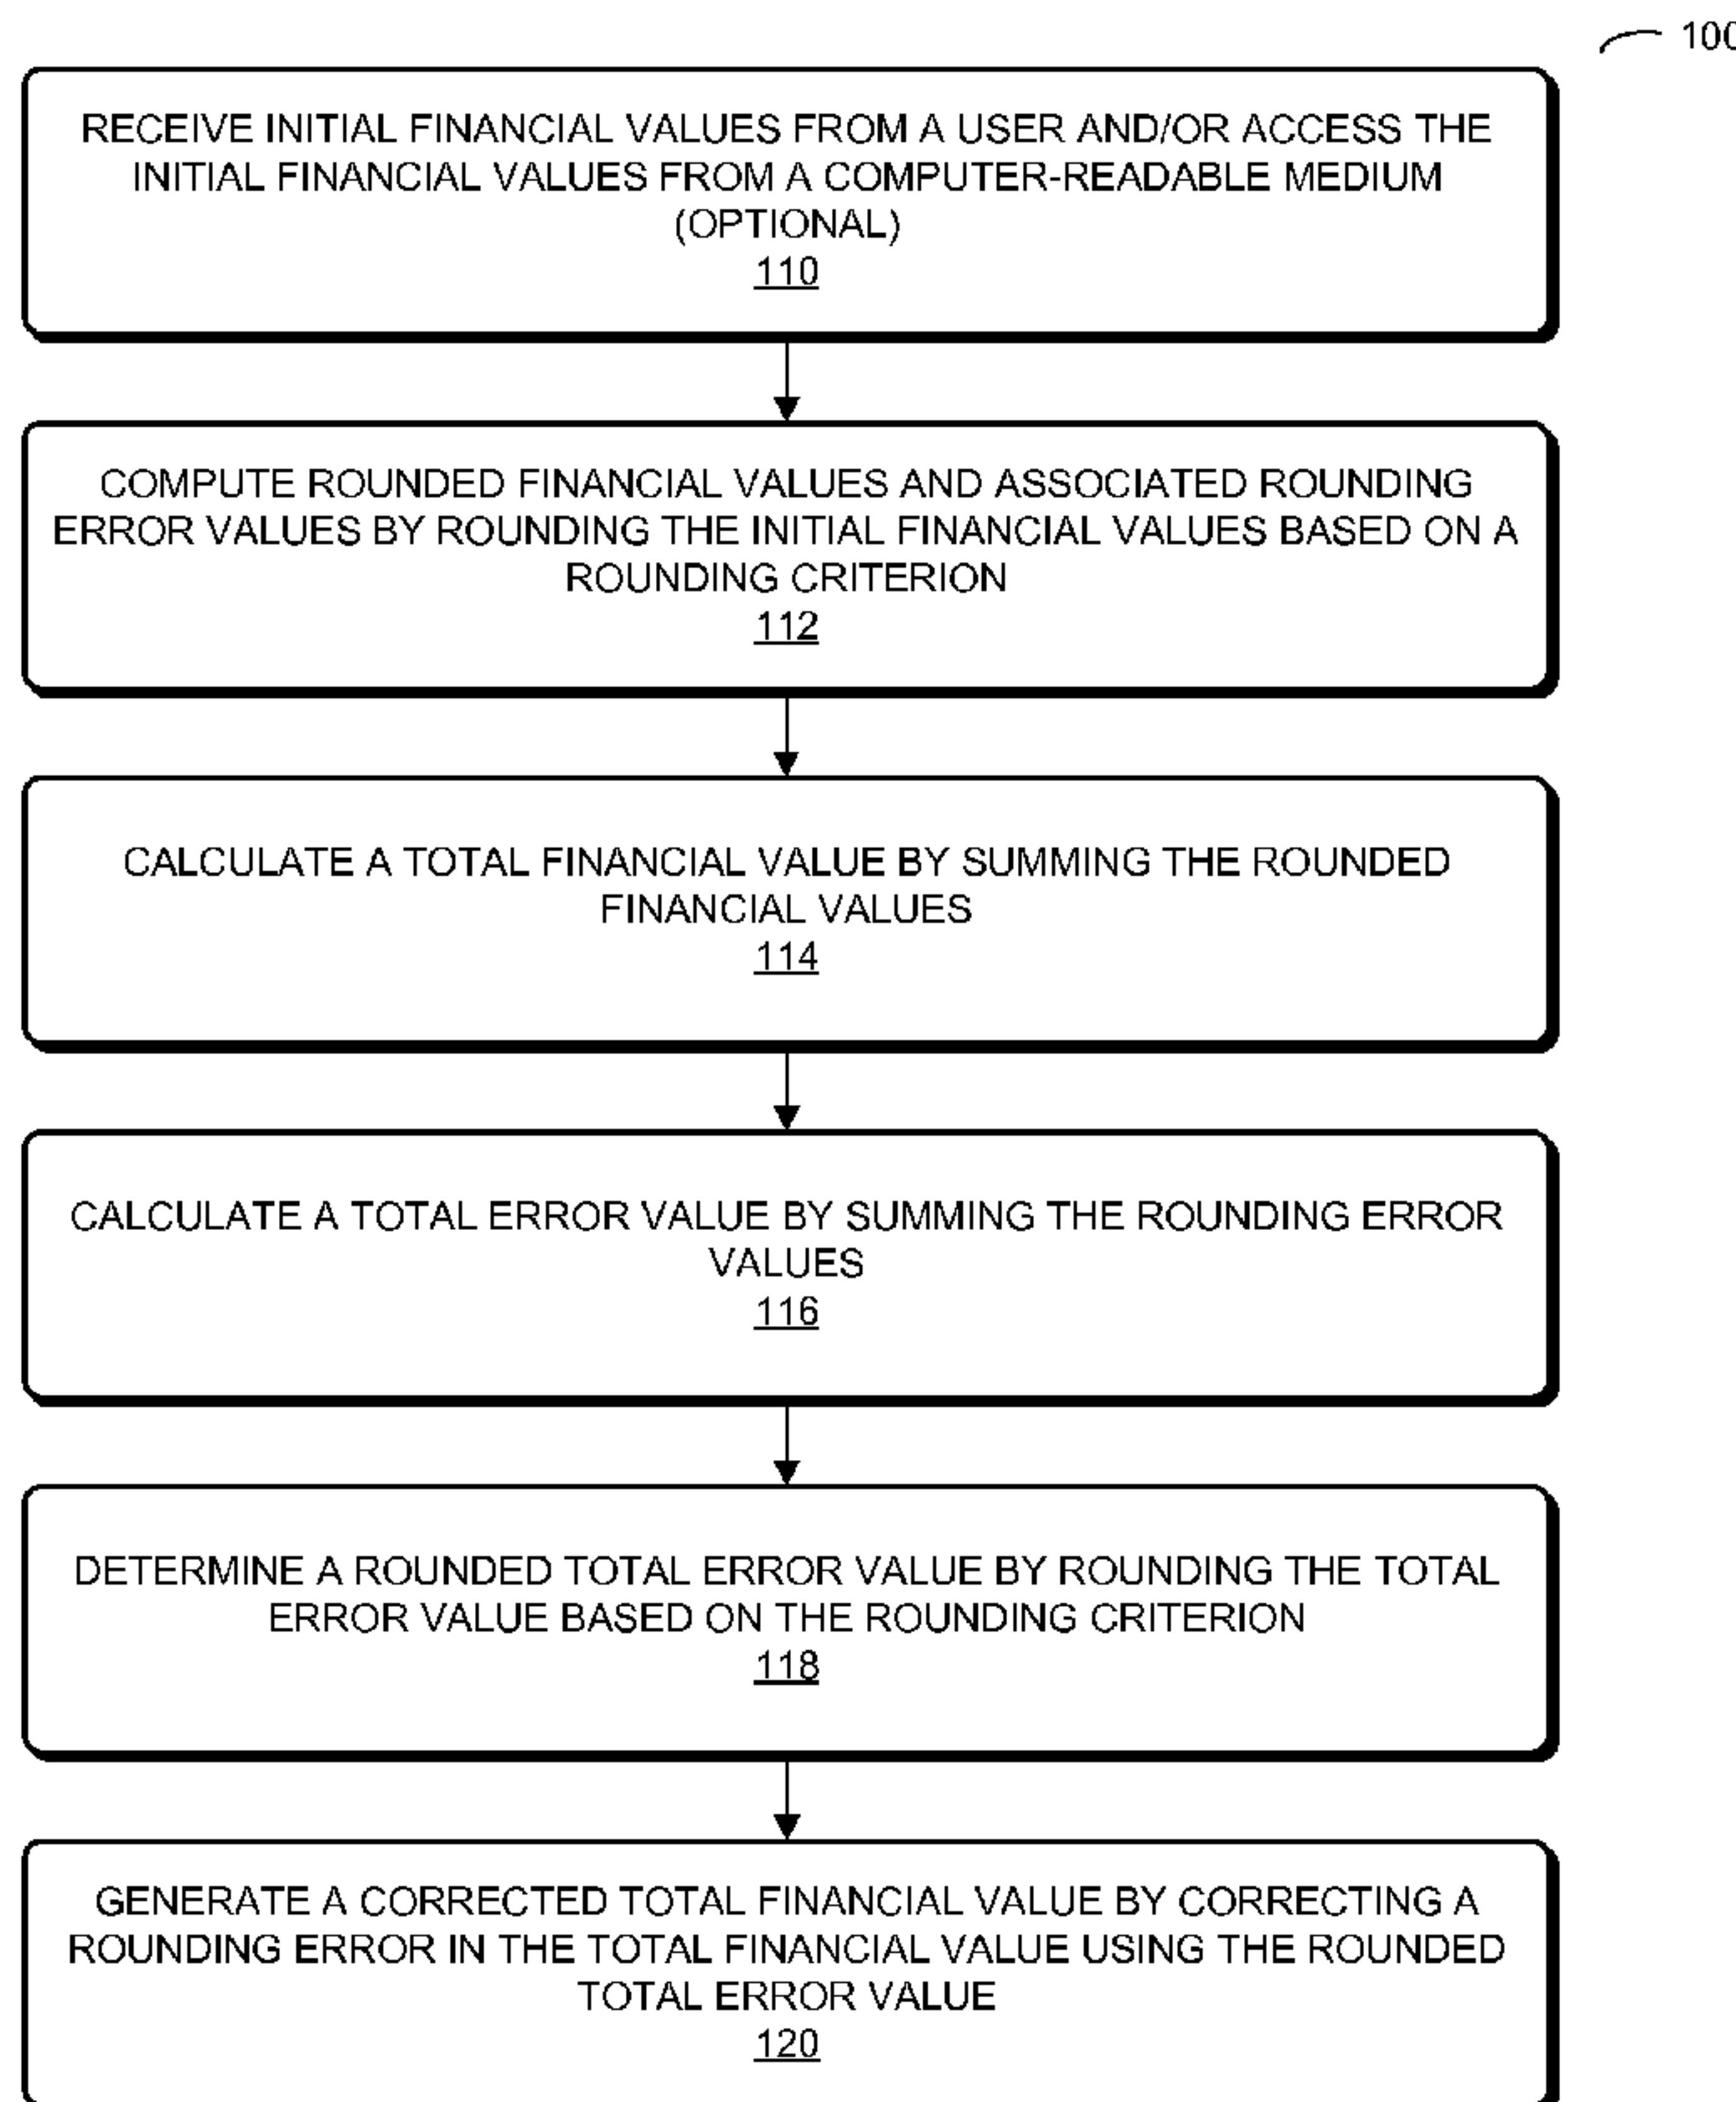 100
RECEIVE INITIAL FINANCIAL VALUES FROM A USER AND/OR ACCESS THE
INITIAL FINANCIAL VALUES FROM A COMPUTER-READABLE MEDIUM
(OPTIONAL)
110
COMPUTE ROUNDED FINANCIAL VALUES AND ASSOCIATED ROUNDING
ERROR VALUES BY ROUNDING THE INITIAL FINANCIAL VALUES BASED ON A
ROUNDING CRITERION
112
CALCULATE A TOTAL FINANCIAL VALUE BY SUMMING THE ROUNDED
FINANCIAL VALUES
114
CALCULATE A TOTAL ERROR VALUE BY SUMMING THE ROUNDING ERROR
VALUES
116
DETERMINE A ROUNDED TOTAL ERROR VALUE BY ROUNDING THE TOTAL
ERROR VALUE BASED ON THE ROUNDING CRITERION
118
GENERATE A CORRECTED TOTAL FINANCIAL VALUE BY CORRECTING A
ROUNDING ERROR IN THE TOTAL FINANCIAL VALUE USING THE ROUNDED
TOTAL ERROR VALUE
120